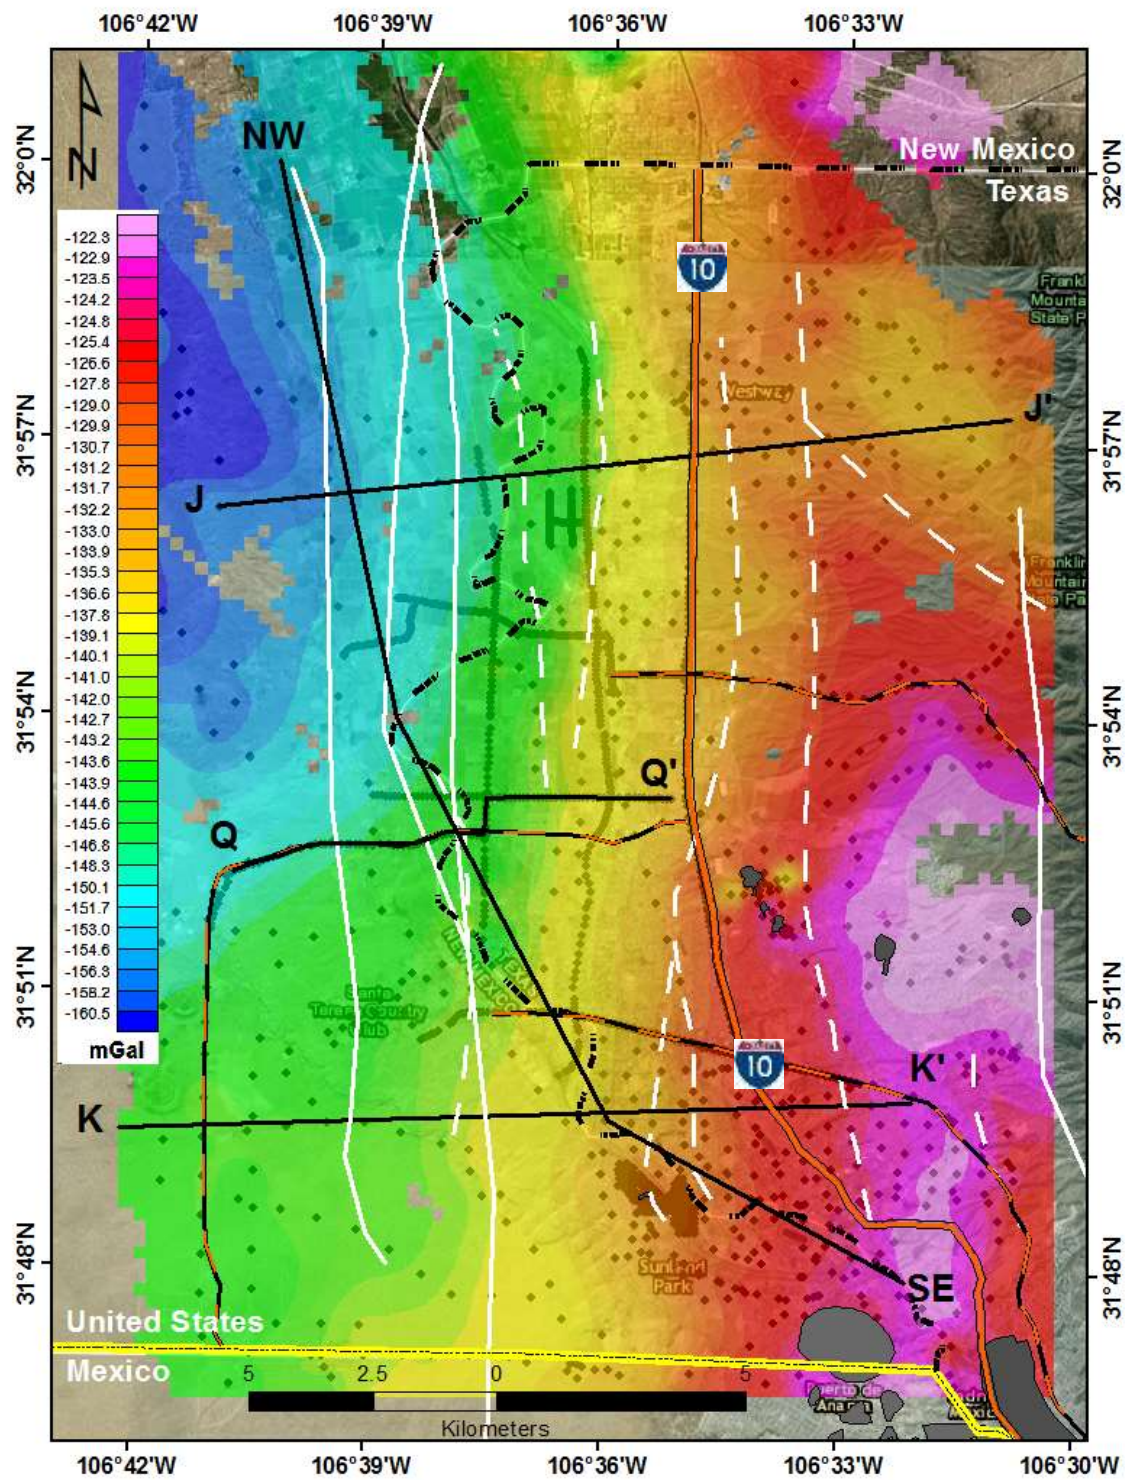 106°42'W 106°39'W 106°36'W 106°33'W
NW
N
32°0'N
New Mexico
Texas
32°0'N
-122.3
-122.9
-123.5
-124.2
-124.8
-125.4
-126.6
-127.8
-129.0
-129.9
-130.7
-131.2
-131.7
-132.2
-133.0
-133.9
-135.3
-136.6
-137.8
-139.1
-140.1
-141.0
-142.0
-142.7
-143.2
-143.6
-143.9
-144.6
-145.6
-146.8
-148.3
-150.1
-151.7
-153.0
-154.6
-156.3
-158.2
-160.5
mGal
10
Westway
31°57'N
J
J'
31°57'N
H
31°54'N
31°54'N
Q
Q'
NEW MEXICO
Texas
31°51'N
31°51'N
Santa
Teresa Country
Club
10
K
K'
Sunland
Park
31°48'N
SE
31°48'N
United States
Mexico
5 2.5 0 5
Kilometers
106°42'W 106°39'W 106°36'W 106°33'W 106°30'W